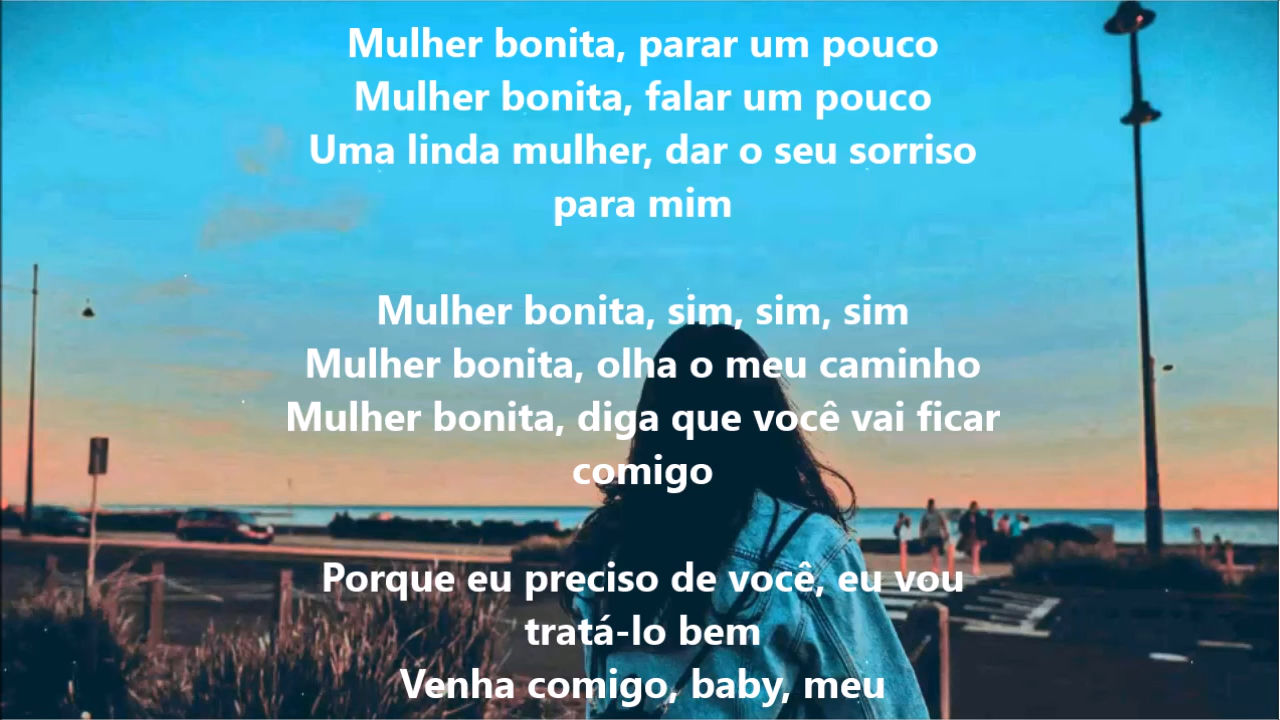 Mulher bonita, parar um pouco
Mulher bonita, falar um pouco
Uma linda mulher, dar o seu sorriso
para mim
Mulher bonita, sim, sim, sim
Mulher bonita, olha o meu caminho
Mulher bonita, diga que você vai ficar
comigo
Porque eu preciso de você, eu vou
tratá-lo bem
Venha comigo, baby, meu